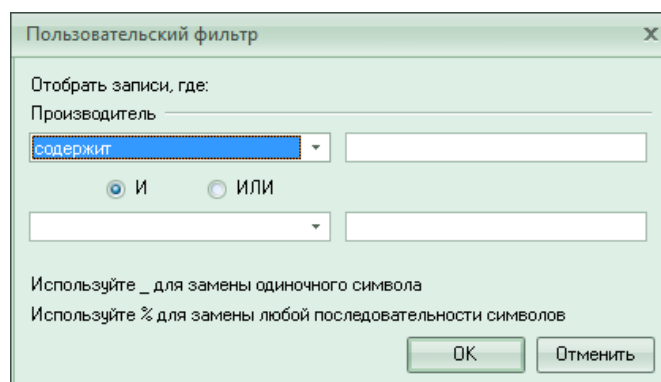 Пользовательский фильтр
Отобрать записи, где:
Производитель
содержит
И ИЛИ
Используйте _ для замены одиночного символа
Используйте % для замены любой последовательности символов
OK Отменить